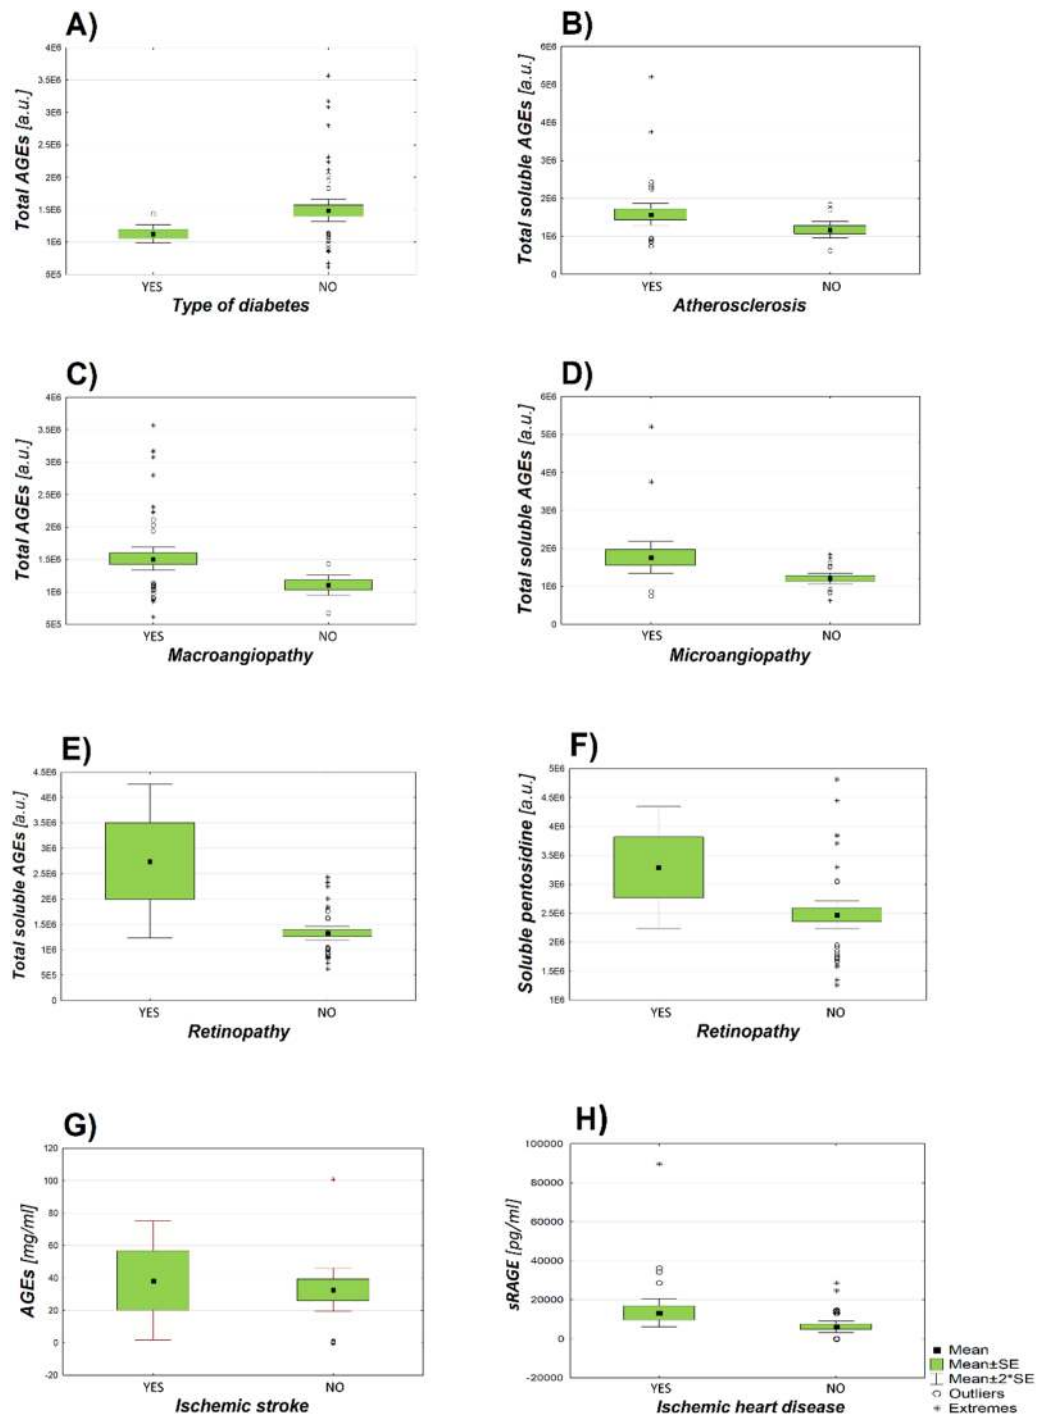 A)
4E6
3.5E6
3E6
2.5E6
2E6
1.5E6
1E6
5E5
Total AGEs [a.u.]
YES NO
Type of diabetes
B)
6E6
5E6
4E6
3E6
2E6
1E6
0
Total soluble AGEs [a.u.]
YES NO
Atherosclerosis
C)
4E6
3.5E6
3E6
2.5E6
2E6
1.5E6
1E6
5E5
Total AGEs [a.u.]
YES NO
Macroangiopathy
D)
6E6
5E6
4E6
3E6
2E6
1E6
0
Total soluble AGEs [a.u.]
YES NO
Microangiopathy
E)
4.5E6
4E6
3.5E6
3E6
2.5E6
2E6
1.5E6
1E6
5E5
0
Total soluble AGEs [a.u.]
YES NO
Retinopathy
F)
5E6
4.5E6
4E6
3.5E6
3E6
2.5E6
2E6
1.5E6
1E6
Soluble pentosidine [a.u.]
YES NO
Retinopathy
G)
120
100
80
60
40
20
0
-20
AGEs [mg/ml]
YES NO
Ischemic stroke
H)
100000
80000
60000
40000
20000
0
-20000
sRAGE [pg/ml]
YES NO
Ischemic heart disease
Mean
Mean±SE
Mean±2*SE
Outliers
Extremes